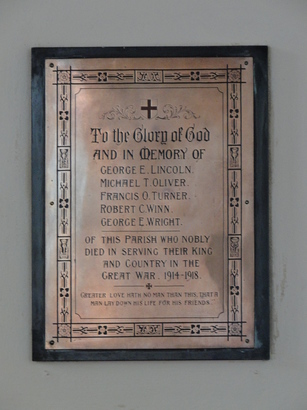 To the Glory of God
AND IN MEMORY OF
GEORGE E. LINCOLN.
MICHAEL T. OLIVER.
FRANCIS O. TURNER.
ROBERT C. WINN.
GEORGE E. WRIGHT.
OF THIS PARISH WHO NOBLY
DIED IN SERVING THEIR KING
AND COUNTRY IN THE
GREAT WAR. 1914-1918.
GREATER LOVE HATH NO MAN THAN THIS, THAT A
MAN LAY DOWN HIS LIFE FOR HIS FRIENDS.